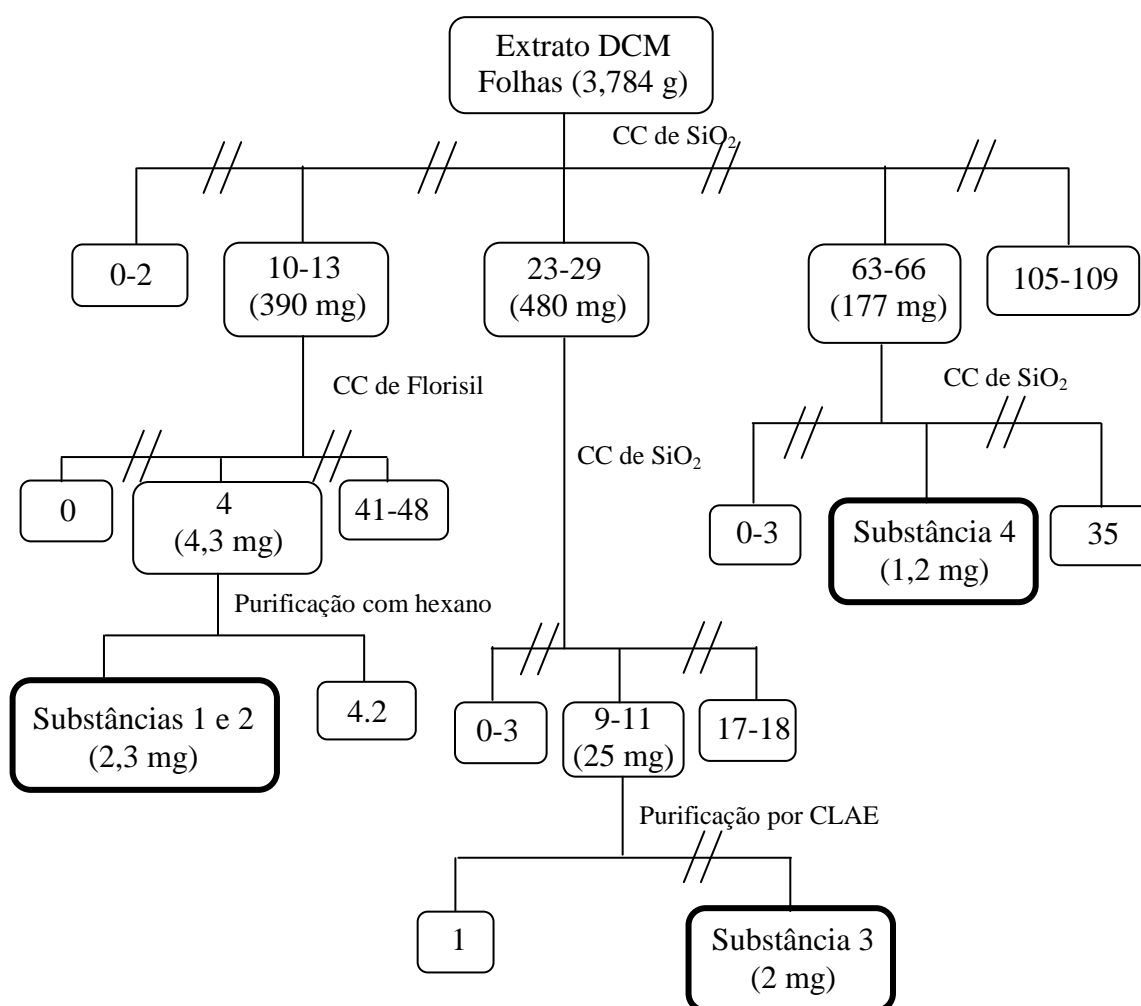 Extrato DCM
Folhas (3,784 g)
CC de SiO₂
0-2
10-13
(390 mg)
23-29
(480 mg)
63-66
(177 mg)
105-109
CC de Florisil
CC de SiO₂
CC de SiO₂
0
4
(4,3 mg)
41-48
0-3
Substância 4
(1,2 mg)
35
Purificação com hexano
Substâncias 1 e 2
(2,3 mg)
4.2
0-3
9-11
(25 mg)
17-18
Purificação por CLAE
1
Substância 3
(2 mg)